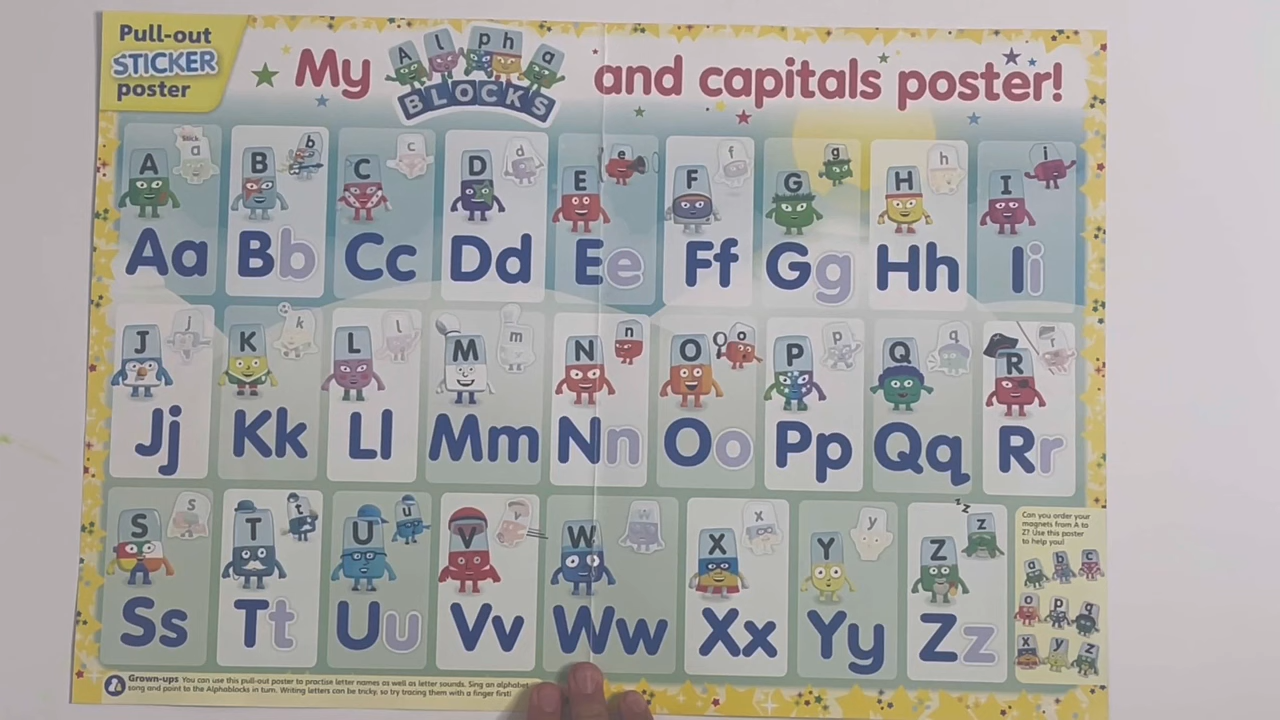 Pull-out
STICKER
poster
My Alpha BLOCKS and capitals poster!
A a B b C c D d E e F f G g H h I i
Aa Bb Cc Dd Ee Ff Gg Hh Ii
J j K k L l M m N n O o P p Q q R r
Jj Kk Ll Mm Nn Oo Pp Qq Rr
S s T t U u V v W w X x Y y Z z
Ss Tt Uu Vv Ww Xx Yy Zz
Stick
z z
Can you order your
magnets from A to
Z? Use this poster
to help you!
a b c
o p q
x y z
Grown-ups You can use this pull-out poster to practise letter names as well as letter sounds. Sing an alphabet
song and point to the Alphablocks in turn. Writing letters can be tricky, so try tracing them with a finger first!